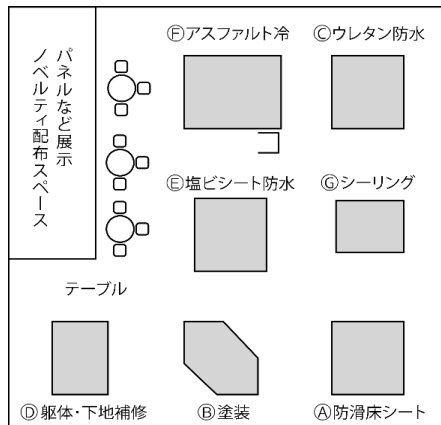 パネルなど展示
ノベルティ配布スペース
Ⓕアスファルト冷
Ⓒウレタン防水
Ⓔ塩ビシート防水
Ⓖシーリング
テーブル
Ⓓ躯体・下地補修
Ⓑ塗装
Ⓐ防滑床シート